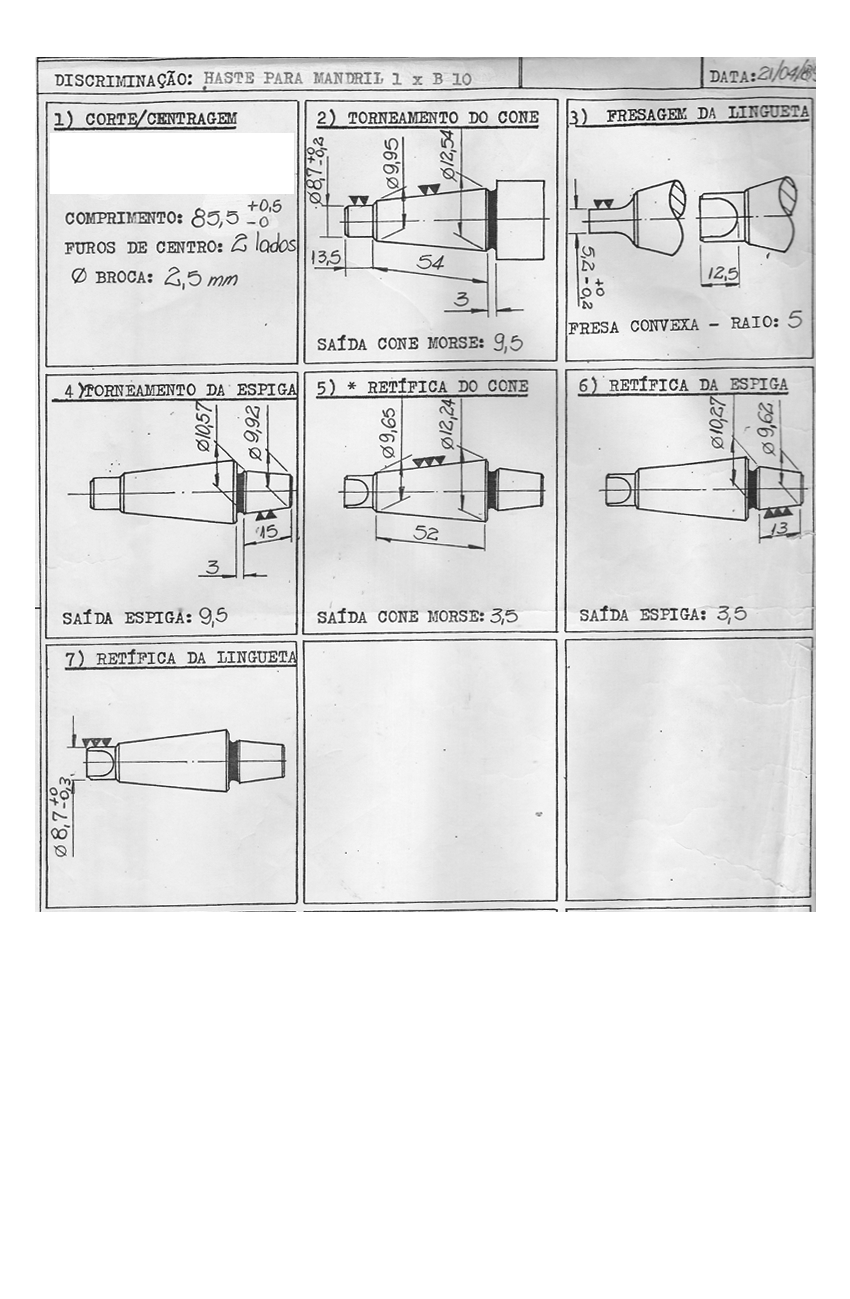 DISCRIMINAÇÃO: HASTE PARA MANDRIL 1 x B 10
DATA: 21/04/8
1) CORTE/CENTRAGEM
COMPRIMENTO: 85,5 +0,5 -0
FUROS DE CENTRO: 2 lados
Ø BROCA: 2,5 mm
2) TORNEAMENTO DO CONE
Ø8,7 +0 -0,2
Ø9,95
Ø12,54
13,5
54
3
SAÍDA CONE MORSE: 9,5
3) FRESAGEM DA LINGUETA
5,2 +0 -0,2
12,5
FRESA CONVEXA - RAIO: 5
4) TORNEAMENTO DA ESPIGA
Ø10,57
Ø9,92
15
3
SAÍDA ESPIGA: 9,5
5) * RETÍFICA DO CONE
Ø9,65
Ø12,24
52
SAÍDA CONE MORSE: 3,5
6) RETÍFICA DA ESPIGA
Ø10,27
Ø9,62
13
SAÍDA ESPIGA: 3,5
7) RETÍFICA DA LINGUETA
Ø8,7 +0 -0,3